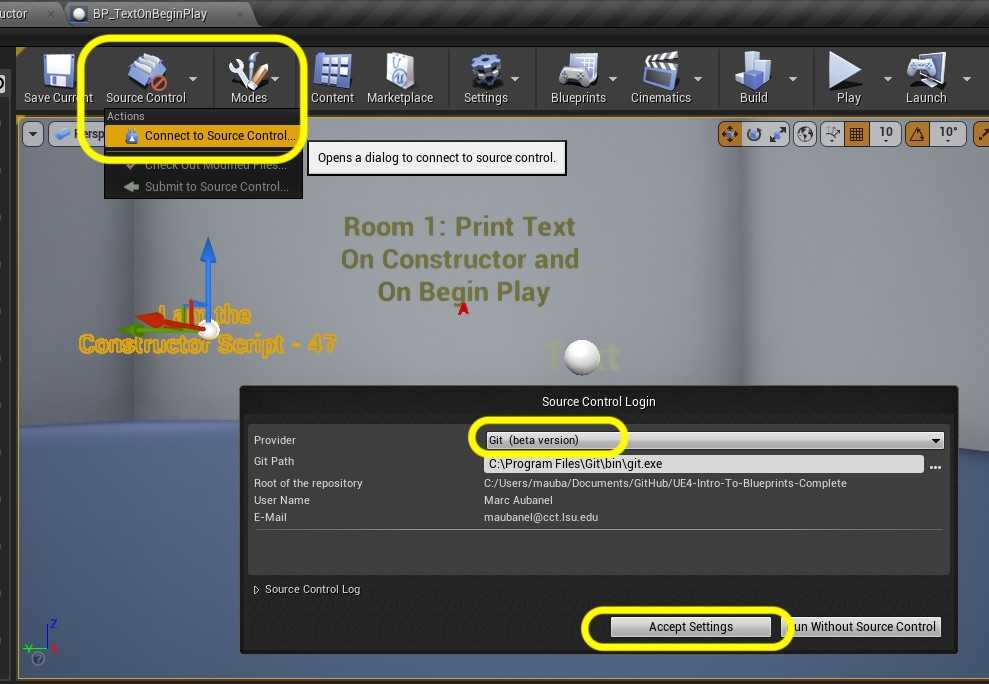 uctor
BP_TextOnBeginPlay
Save Current
Source Control
Modes
Content
Marketplace
Settings
Blueprints
Cinematics
Build
Play
Launch
Actions
Connect to Source Control...
Check Out Modified Files...
Submit to Source Control...
Persp
10
10°
Opens a dialog to connect to source control.
Room 1: Print Text
On Constructor and
On Begin Play
I am the
Constructor Script - 47
Text
Source Control Login
Provider
Git (beta version)
Git Path
C:\Program Files\Git\bin\git.exe
...
Root of the repository
C:/Users/mauba/Documents/GitHub/UE4-Intro-To-Blueprints-Complete
User Name
Marc Aubanel
E-Mail
maubanel@cct.lsu.edu
Source Control Log
Accept Settings
un Without Source Control
Z
Y
?